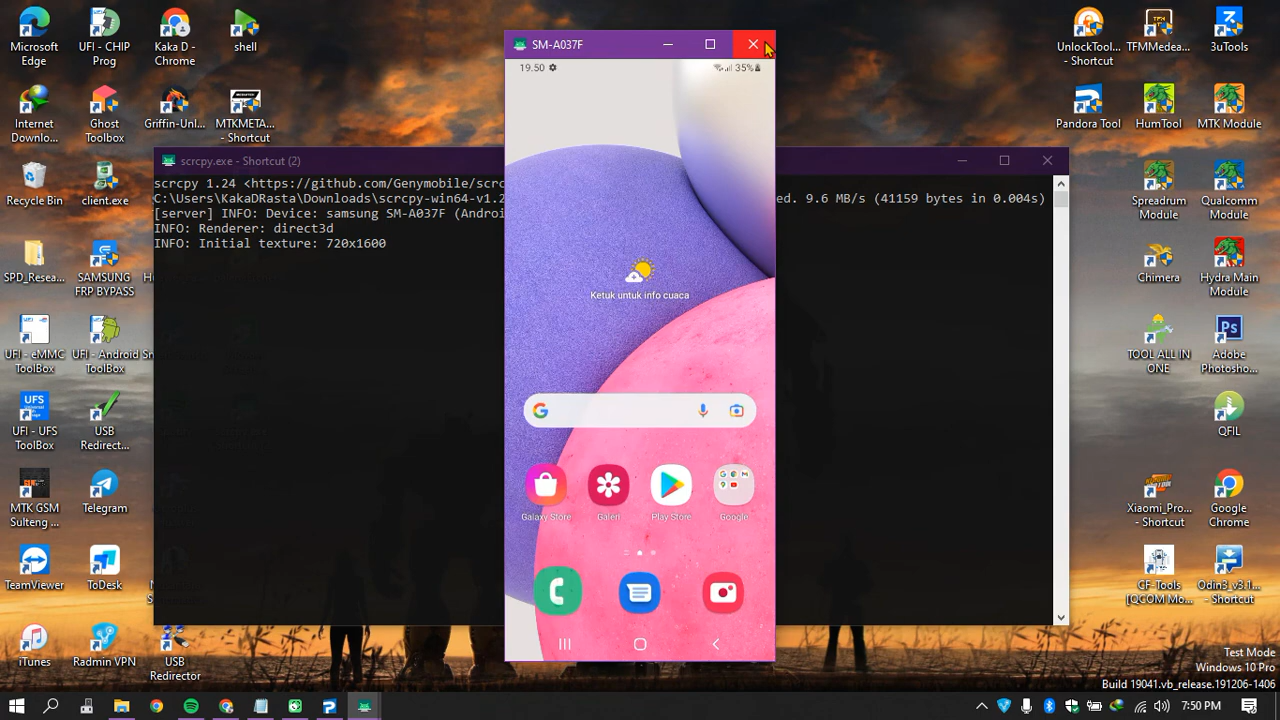 Microsoft
Edge
UFI - CHIP
Prog
Kaka D -
Chrome
shell
Internet
Downlo...
Ghost
Toolbox
Griffin-Unl...
MTKMETA...
- Shortcut
Recycle Bin
client.exe
SPD_Resea...
SAMSUNG
FRP BYPASS
UFI - eMMC
ToolBox
UFI - Android
ToolBox
UFS
UFI - UFS
ToolBox
USB
Redirect...
MTK GSM
Sulteng ...
Telegram
TeamViewer
ToDesk
iTunes
Radmin VPN
USB
Redirector
scrcpy.exe - Shortcut (2)
scrcpy 1.24 <https://github.com/Genymobile/scrc
C:\Users\KakaDRasta\Downloads\scrcpy-win64-v1.2
ed. 9.6 MB/s (41159 bytes in 0.004s)
[server] INFO: Device: samsung SM-A037F (Androi
INFO: Renderer: direct3d
INFO: Initial texture: 720x1600
SM-A037F
19.50
35%
Ketuk untuk info cuaca
Galaxy Store
Galeri
Play Store
Google
UnlockTool...
- Shortcut
TFMMedea...
- Shortcut
3uTools
Pandora Tool
HumTool
MTK Module
Spreadrum
Module
Qualcomm
Module
Chimera
Hydra Main
Module
TOOL ALL IN
ONE
Ps
Adobe
Photosho...
QFIL
Xiaomi_Pro...
- Shortcut
Google
Chrome
CF-Tools
[QCOM Mo...
Odin3_v3.1...
- Shortcut
Test Mode
Windows 10 Pro
Build 19041.vb_release.191206-1406
7:50 PM